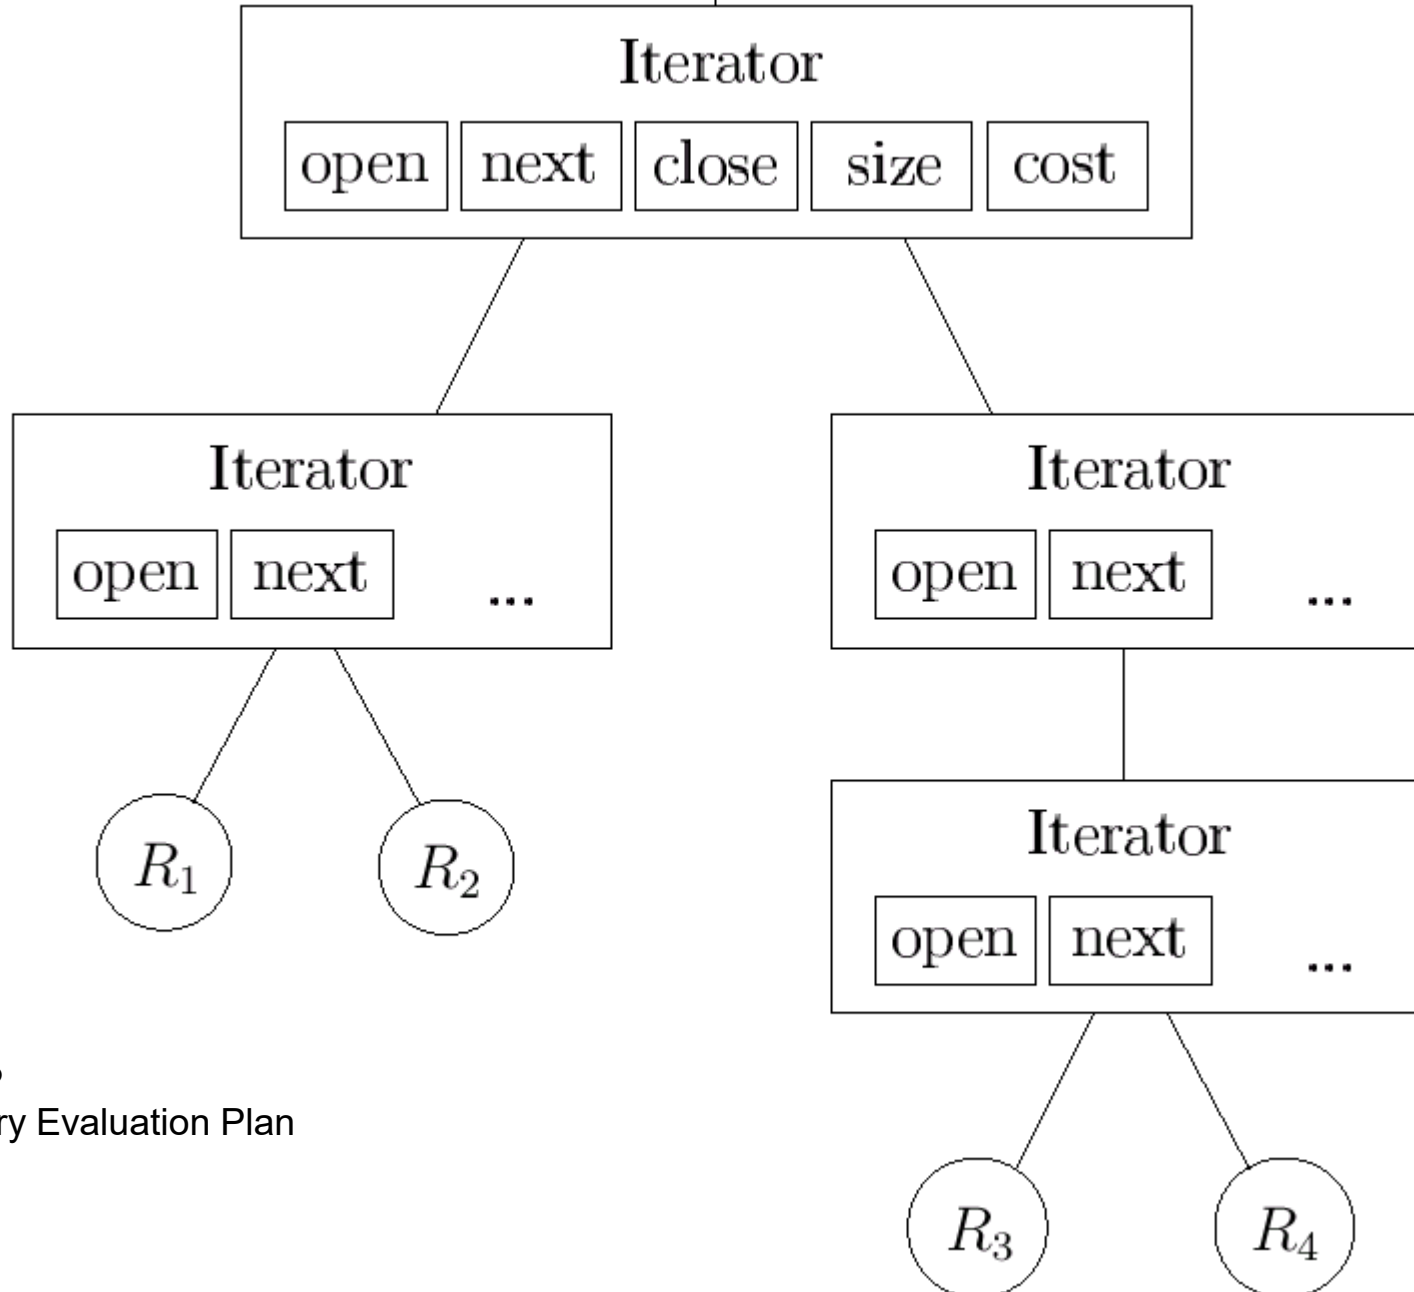 Iterator
open next close size cost
Iterator
open next ...
Iterator
open next ...
Iterator
open next ...
R1 R2
R3 R4
ry Evaluation Plan